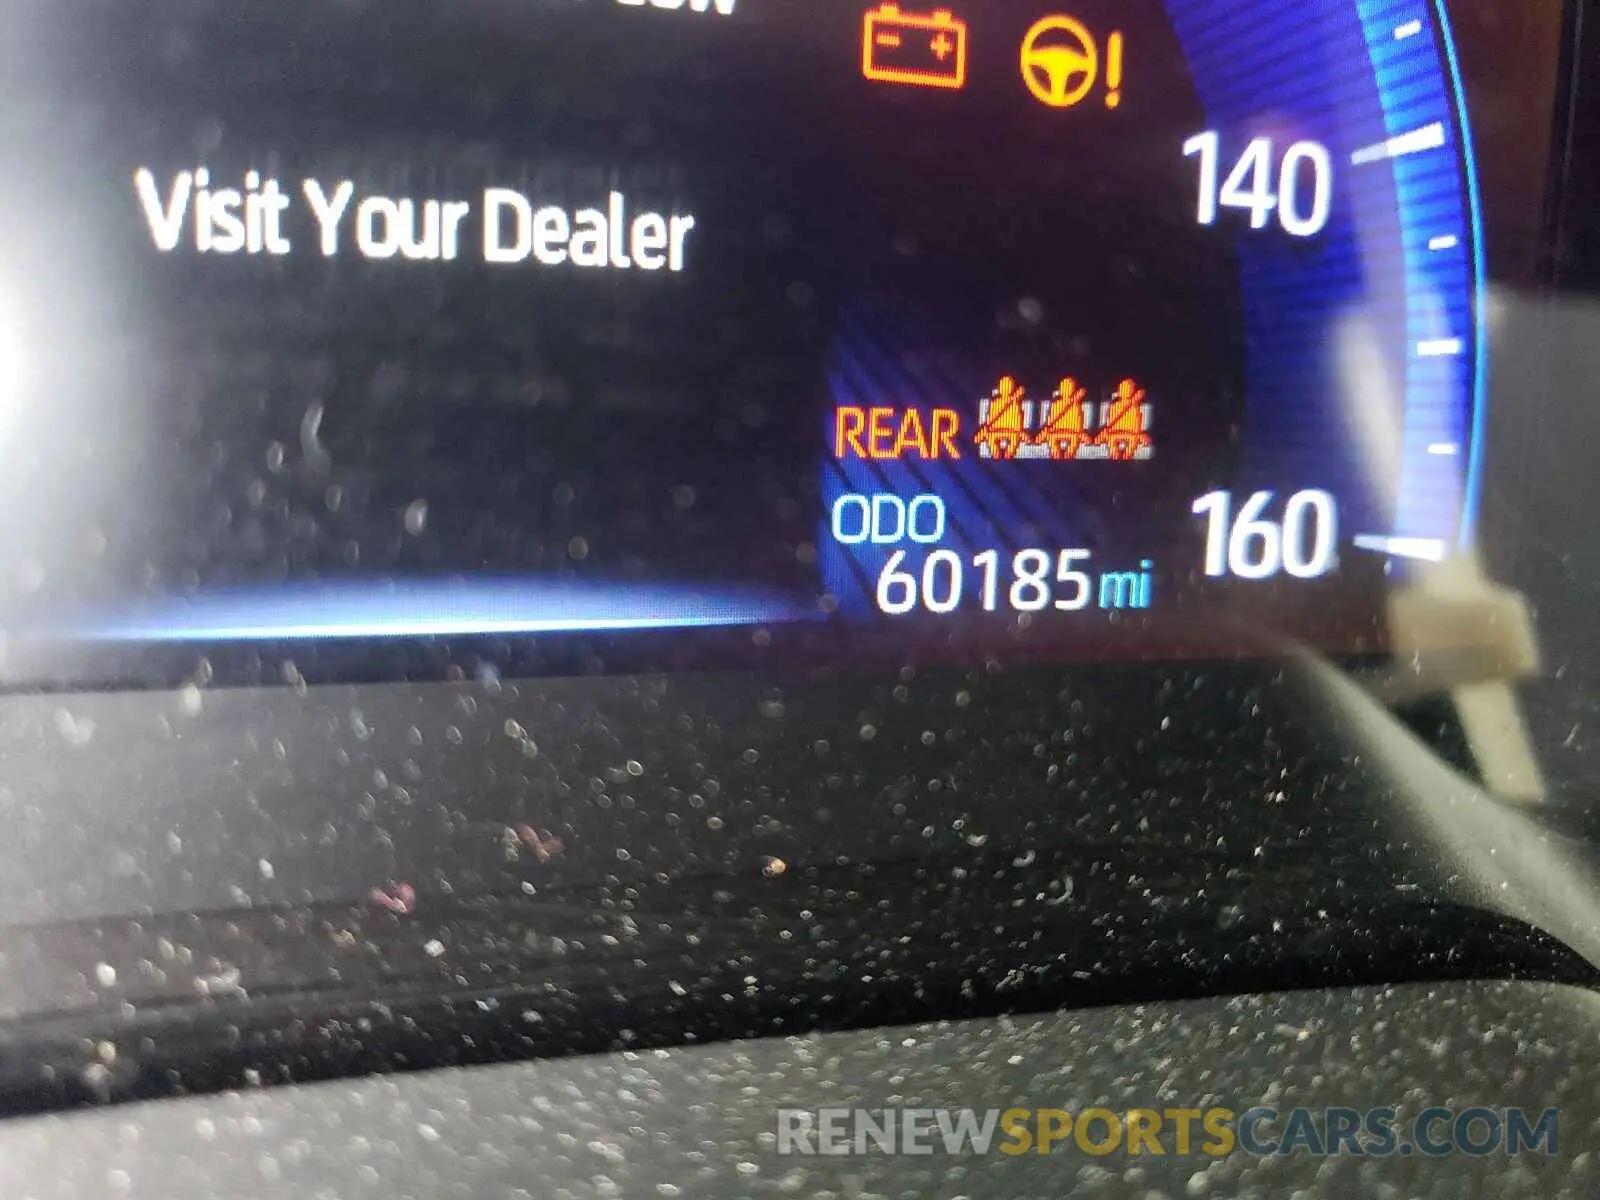 Visit Your Dealer
140
REAR
ODO
60185 mi
160
RENEWSPORTSCARS.COM